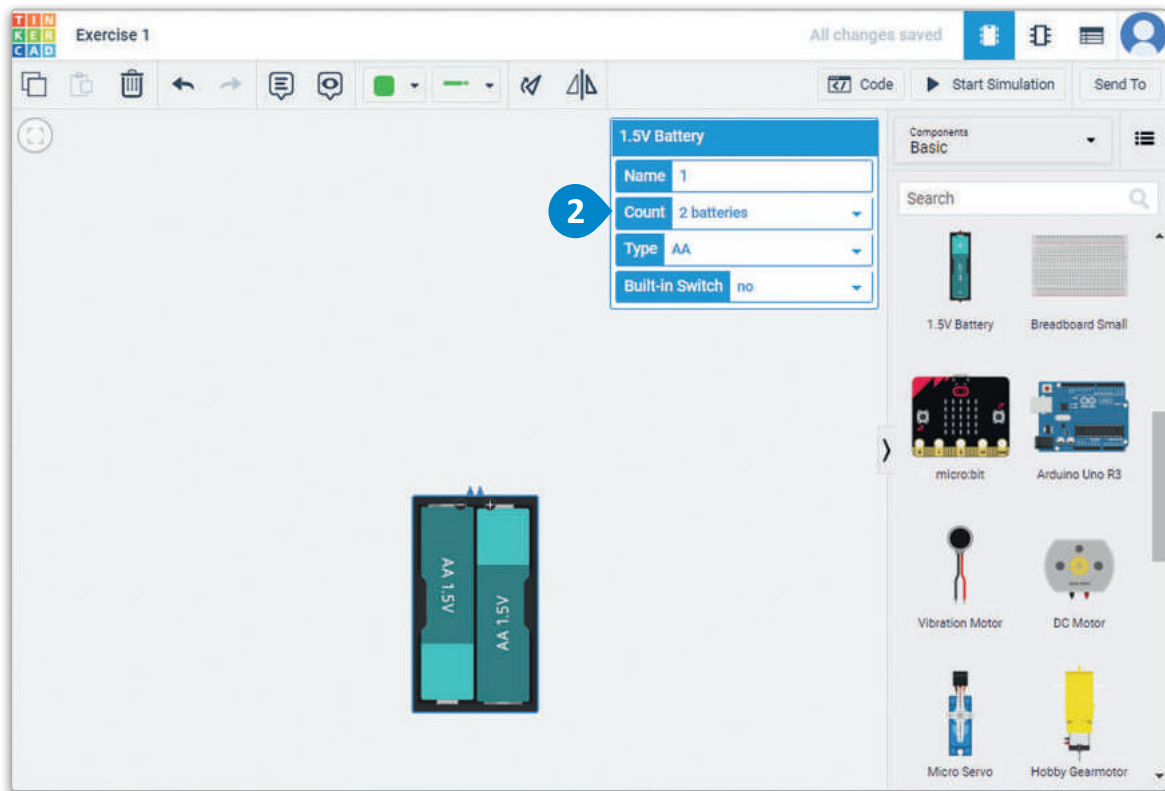 TIN
KER
CAD
Exercise 1
All changes saved
Code
Start Simulation
Send To
1.5V Battery
Name 1
Count 2 batteries
Type AA
Built-in Switch no
2
Components
Basic
Search
1.5V Battery
Breadboard Small
micro:bit
Arduino Uno R3
Vibration Motor
DC Motor
Micro Servo
Hobby Gearmotor
AA 1.5V
AA 1.5V